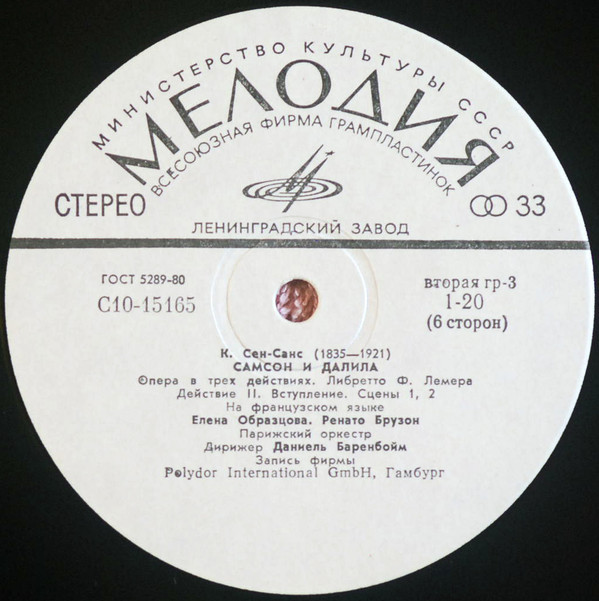 МИНИСТЕРСТВО КУЛЬТУРЫ СССР
МЕЛОДИЯ
ВСЕСОЮЗНАЯ ФИРМА ГРАМПЛАСТИНОК
СТЕРЕО
33
ЛЕНИНГРАДСКИЙ ЗАВОД
ГОСТ 5289-80
С10-15165
вторая гр-3
1-20
(6 сторон)
К. Сен-Санс (1835—1921)
САМСОН И ДАЛИЛА
Опера в трех действиях. Либретто Ф. Лемера
Действие II. Вступление. Сцены 1, 2
На французском языке
Елена Образцова, Ренато Брузон
Парижский оркестр
Дирижер Даниель Баренбойм
Запись фирмы
Polydor International GmbH, Гамбург